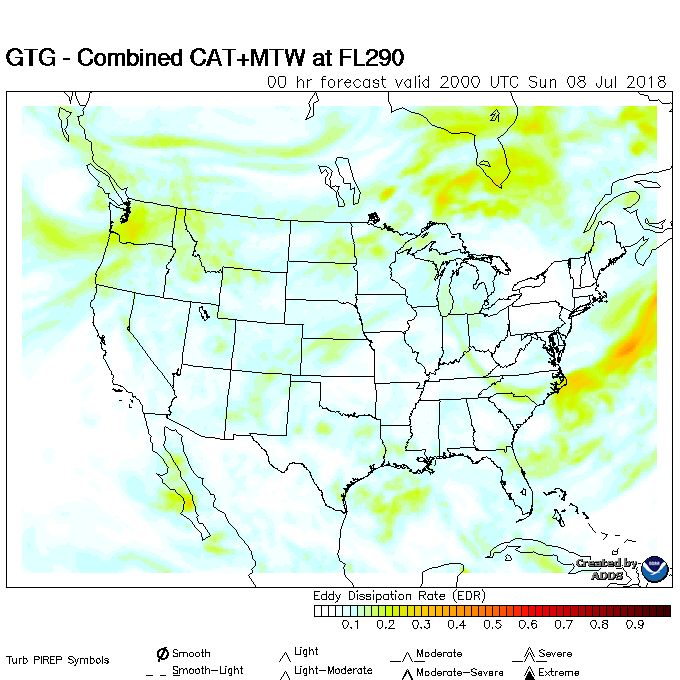 GTG - Combined CAT+MTW at FL290
00 hr forecast valid 2000 UTC Sun 08 Jul 2018
Created by
ADDS
Eddy Dissipation Rate (EDR)
0.1 0.2 0.3 0.4 0.5 0.6 0.7 0.8 0.9
Turb PIREP Symbols
Smooth Light Moderate Severe
Smooth-Light Light-Moderate Moderate-Severe Extreme